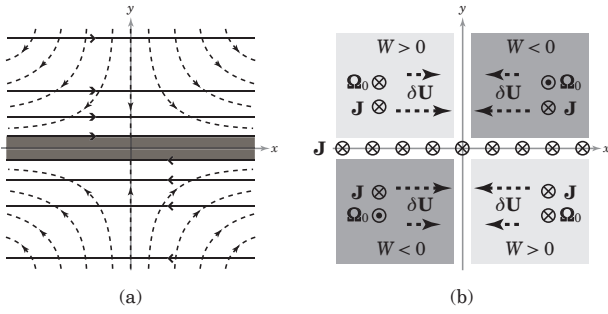 y
x
(a)
y
W > 0
W < 0
Ω₀ ⊗
δU
J ⊗
δU
⊙ Ω₀
⊗ J
J ⊗ ⊗ ⊗ ⊗ ⊗ ⊗ ⊗ ⊗ ⊗ x
J ⊗
δU
Ω₀ ⊙
δU
⊗ J
⊗ Ω₀
W < 0
W > 0
(b)